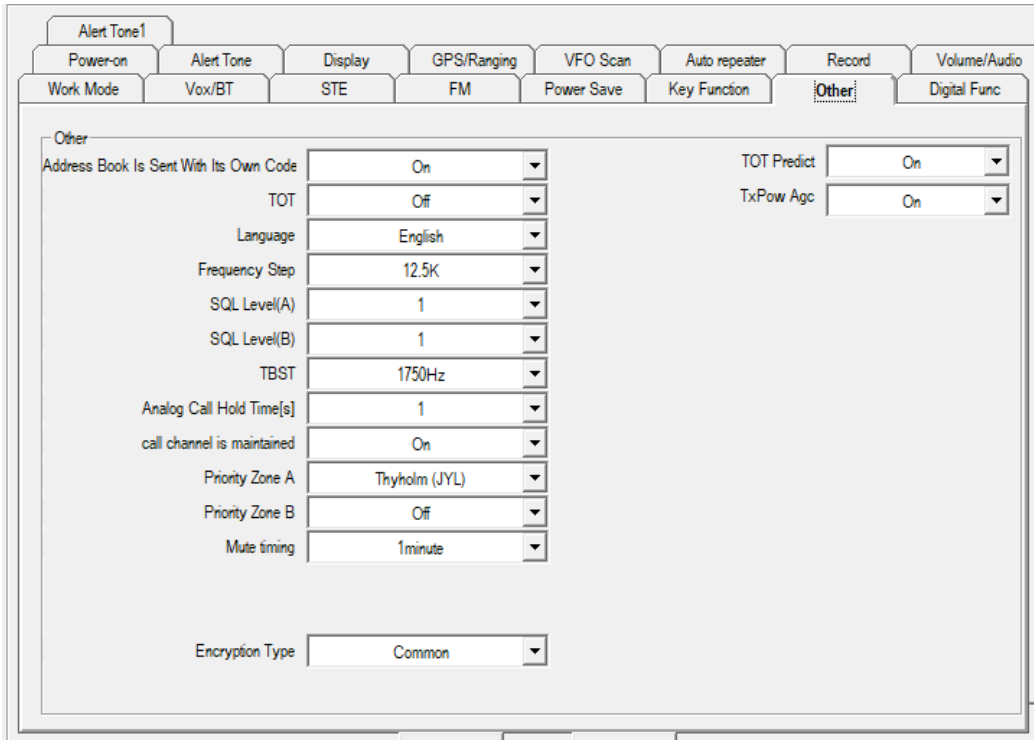 Alert Tone1
Power-on Alert Tone Display GPS/Ranging VFO Scan Auto repeater Record Volume/Audio
Work Mode Vox/BT STE FM Power Save Key Function Other Digital Func
Other
Address Book Is Sent With Its Own Code On TOT Predict On
TOT Off TxPow Agc On
Language English
Frequency Step 12.5K
SQL Level(A) 1
SQL Level(B) 1
TBST 1750Hz
Analog Call Hold Time[s] 1
call channel is maintained On
Priority Zone A Thyholm (JYL)
Priority Zone B Off
Mute timing 1minute
Encryption Type Common